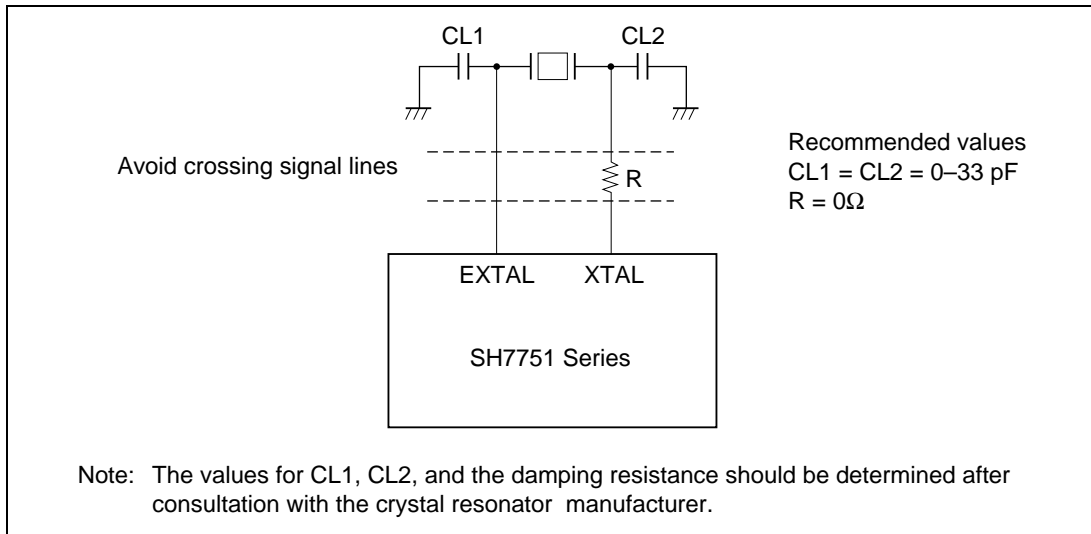 CL1
CL2
Avoid crossing signal lines
R
Recommended values
CL1 = CL2 = 0–33 pF
R = 0Ω
EXTAL
XTAL
SH7751 Series
Note: The values for CL1, CL2, and the damping resistance should be determined after
consultation with the crystal resonator manufacturer.